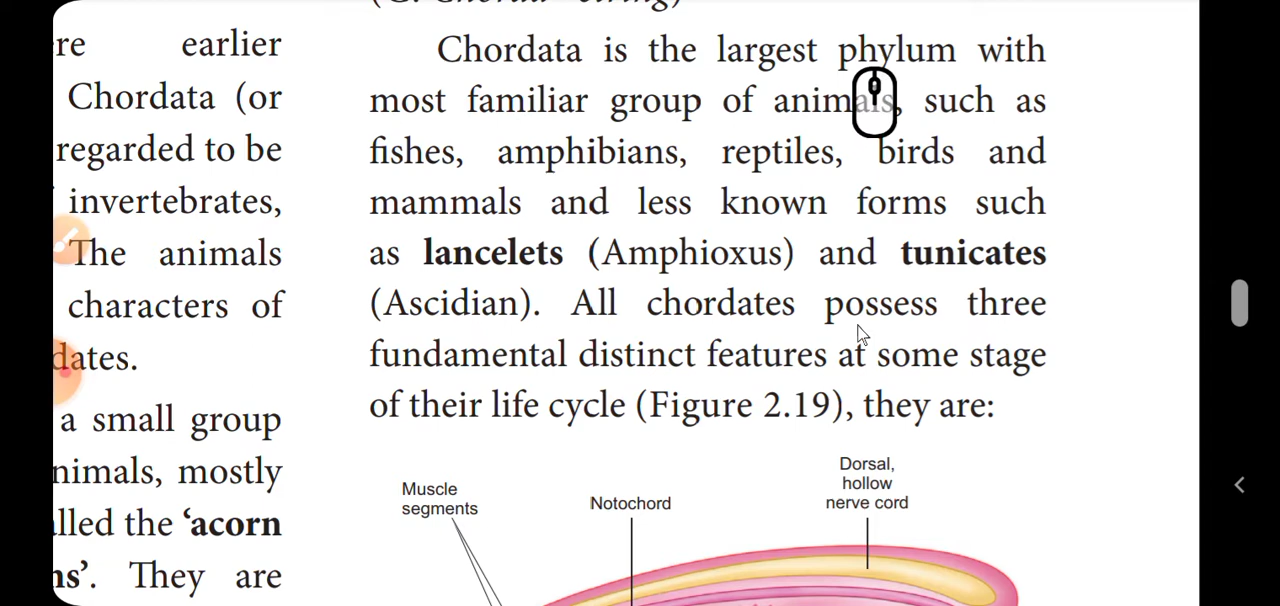 re earlier
Chordata (or
regarded to be
invertebrates,
The animals
characters of
dates.
a small group
nimals, mostly
lled the ‘acorn
ns’. They are
Chordata is the largest phylum with
most familiar group of animals, such as
fishes, amphibians, reptiles, birds and
mammals and less known forms such
as lancelets (Amphioxus) and tunicates
(Ascidian). All chordates possess three
fundamental distinct features at some stage
of their life cycle (Figure 2.19), they are:
Muscle
segments
Notochord
Dorsal,
hollow
nerve cord